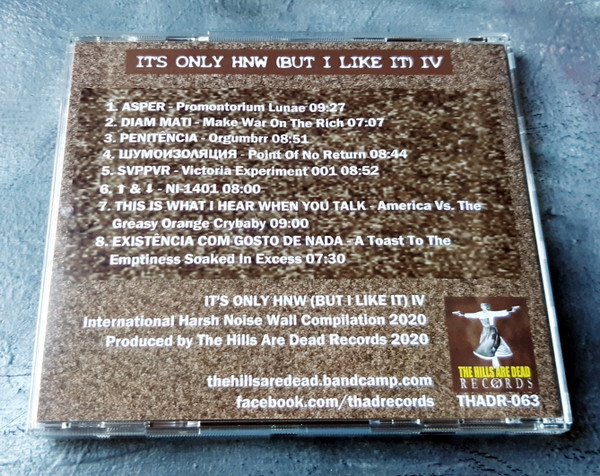 IT'S ONLY HNW (BUT I LIKE IT) IV
1. ASPER - Promontorium Lunae 09:27
2. DIAM MATI - Make War On The Rich 07:07
3. PENITENCIA - Orgumbrr 08:51
4. ШУМОИЗОЛЯЦИЯ - Point Of No Return 08:44
5. SVPPVR - Victoria Experiment 001 08:52
6. ⬆ & ⬇ - NI-1401 08:00
7. THIS IS WHAT I HEAR WHEN YOU TALK - America Vs. The
Greasy Orange Crybaby 09:00
8. EXISTÊNCIA COM GOSTO DE NADA - A Toast To The
Emptiness Soaked In Excess 07:30
IT'S ONLY HNW (BUT I LIKE IT) IV
International Harsh Noise Wall Compilation 2020
Produced by The Hills Are Dead Records 2020
thehillsaredead.bandcamp.com
facebook.com/thadrecords
THE HILLS ARE DEAD
RECORDS
THADR-063